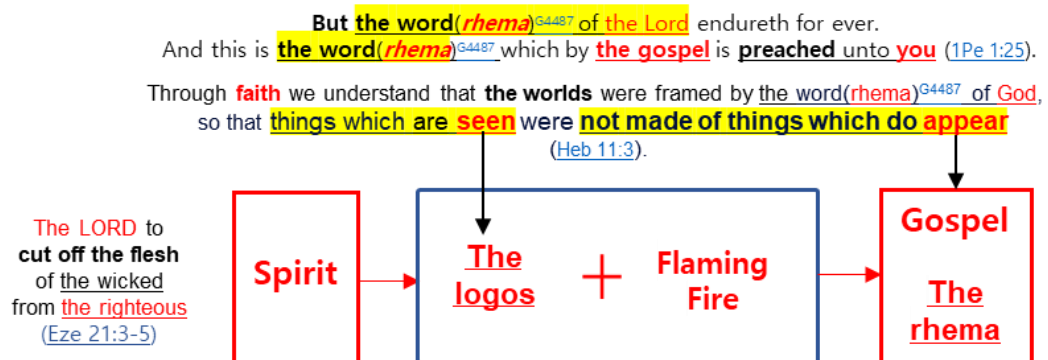 But the word(rhema)G4487 of the Lord endureth for ever.
And this is the word(rhema)G4487 which by the gospel is preached unto you (1Pe 1:25).
Through faith we understand that the worlds were framed by the word(rhema)G4487 of God,
so that things which are seen were not made of things which do appear
(Heb 11:3).
The LORD to
cut off the flesh
of the wicked
from the righteous
(Eze 21:3-5)
Spirit
The
logos
+
Flaming
Fire
Gospel
The
rhema